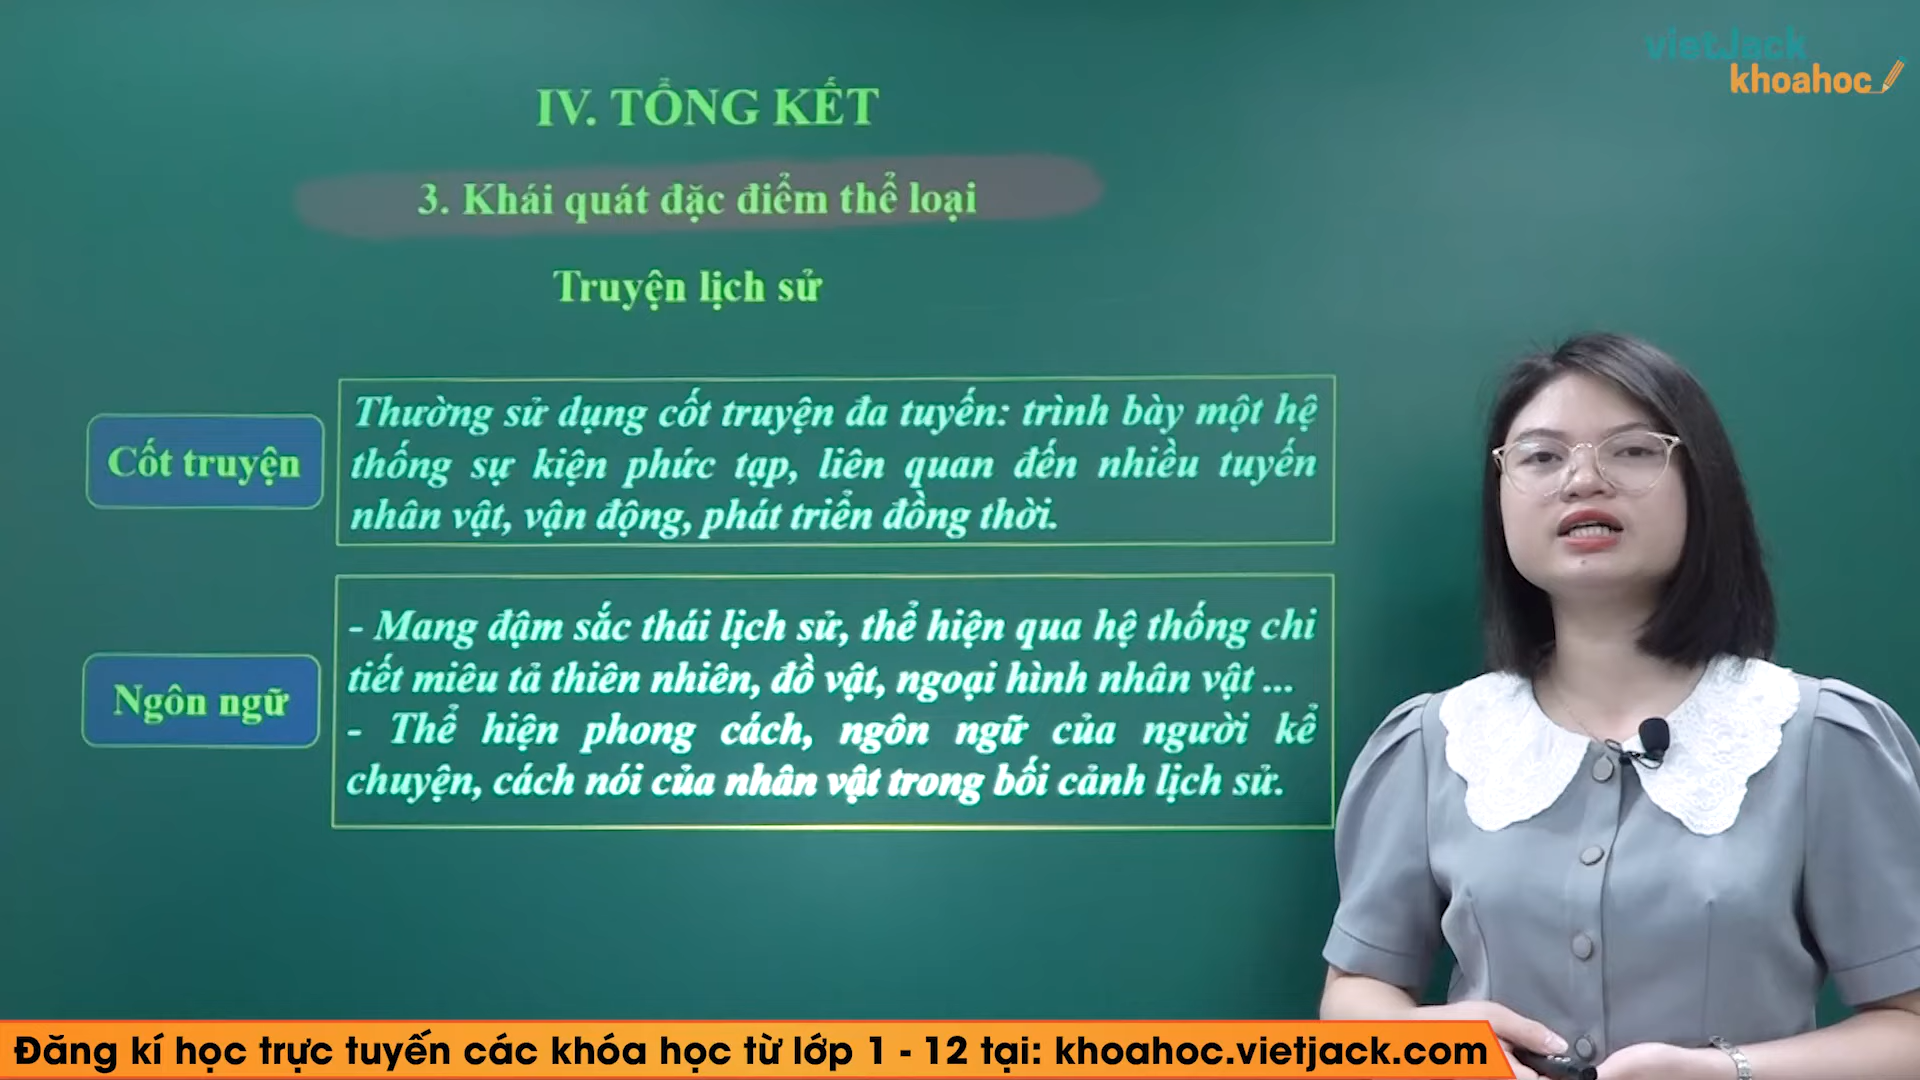 vietJack
khoahoc
IV. TỔNG KẾT
3. Khái quát đặc điểm thể loại
Truyện lịch sử
Cốt truyện
Thường sử dụng cốt truyện đa tuyến: trình bày một hệ
thống sự kiện phức tạp, liên quan đến nhiều tuyến
nhân vật, vận động, phát triển đồng thời.
Ngôn ngữ
- Mang đậm sắc thái lịch sử, thể hiện qua hệ thống chi
tiết miêu tả thiên nhiên, đồ vật, ngoại hình nhân vật ...
- Thể hiện phong cách, ngôn ngữ của người kể
chuyện, cách nói của nhân vật trong bối cảnh lịch sử.
Đăng kí học trực tuyến các khóa học từ lớp 1 - 12 tại: khoahoc.vietjack.com